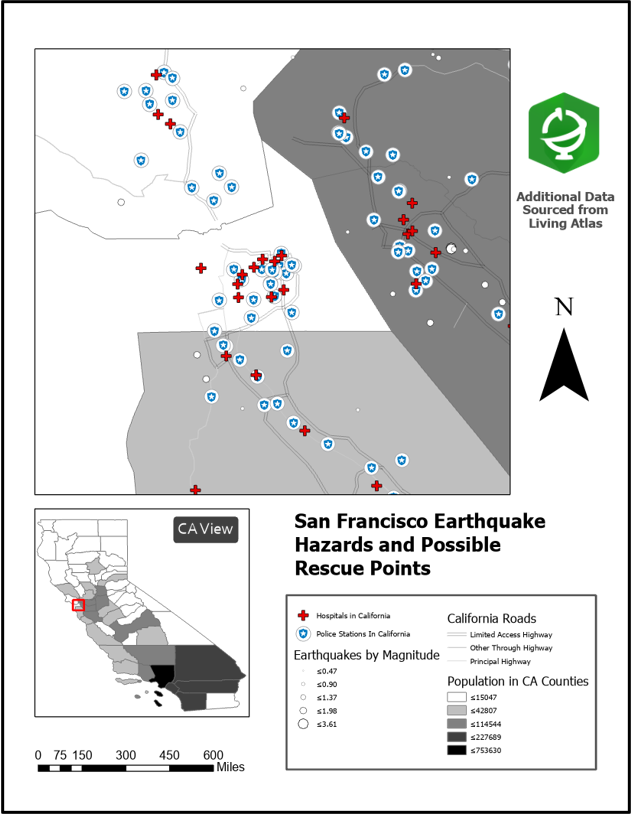 Additional Data
Sourced from
Living Atlas
N
CA View
San Francisco Earthquake
Hazards and Possible
Rescue Points
Hospitals in California
Police Stations In California
Earthquakes by Magnitude
≤0.47
≤0.90
≤1.37
≤1.98
≤3.61
California Roads
Limited Access Highway
Other Through Highway
Principal Highway
Population in CA Counties
≤15047
≤42807
≤114544
≤227689
≤753630
0 75 150 300 450 600
Miles